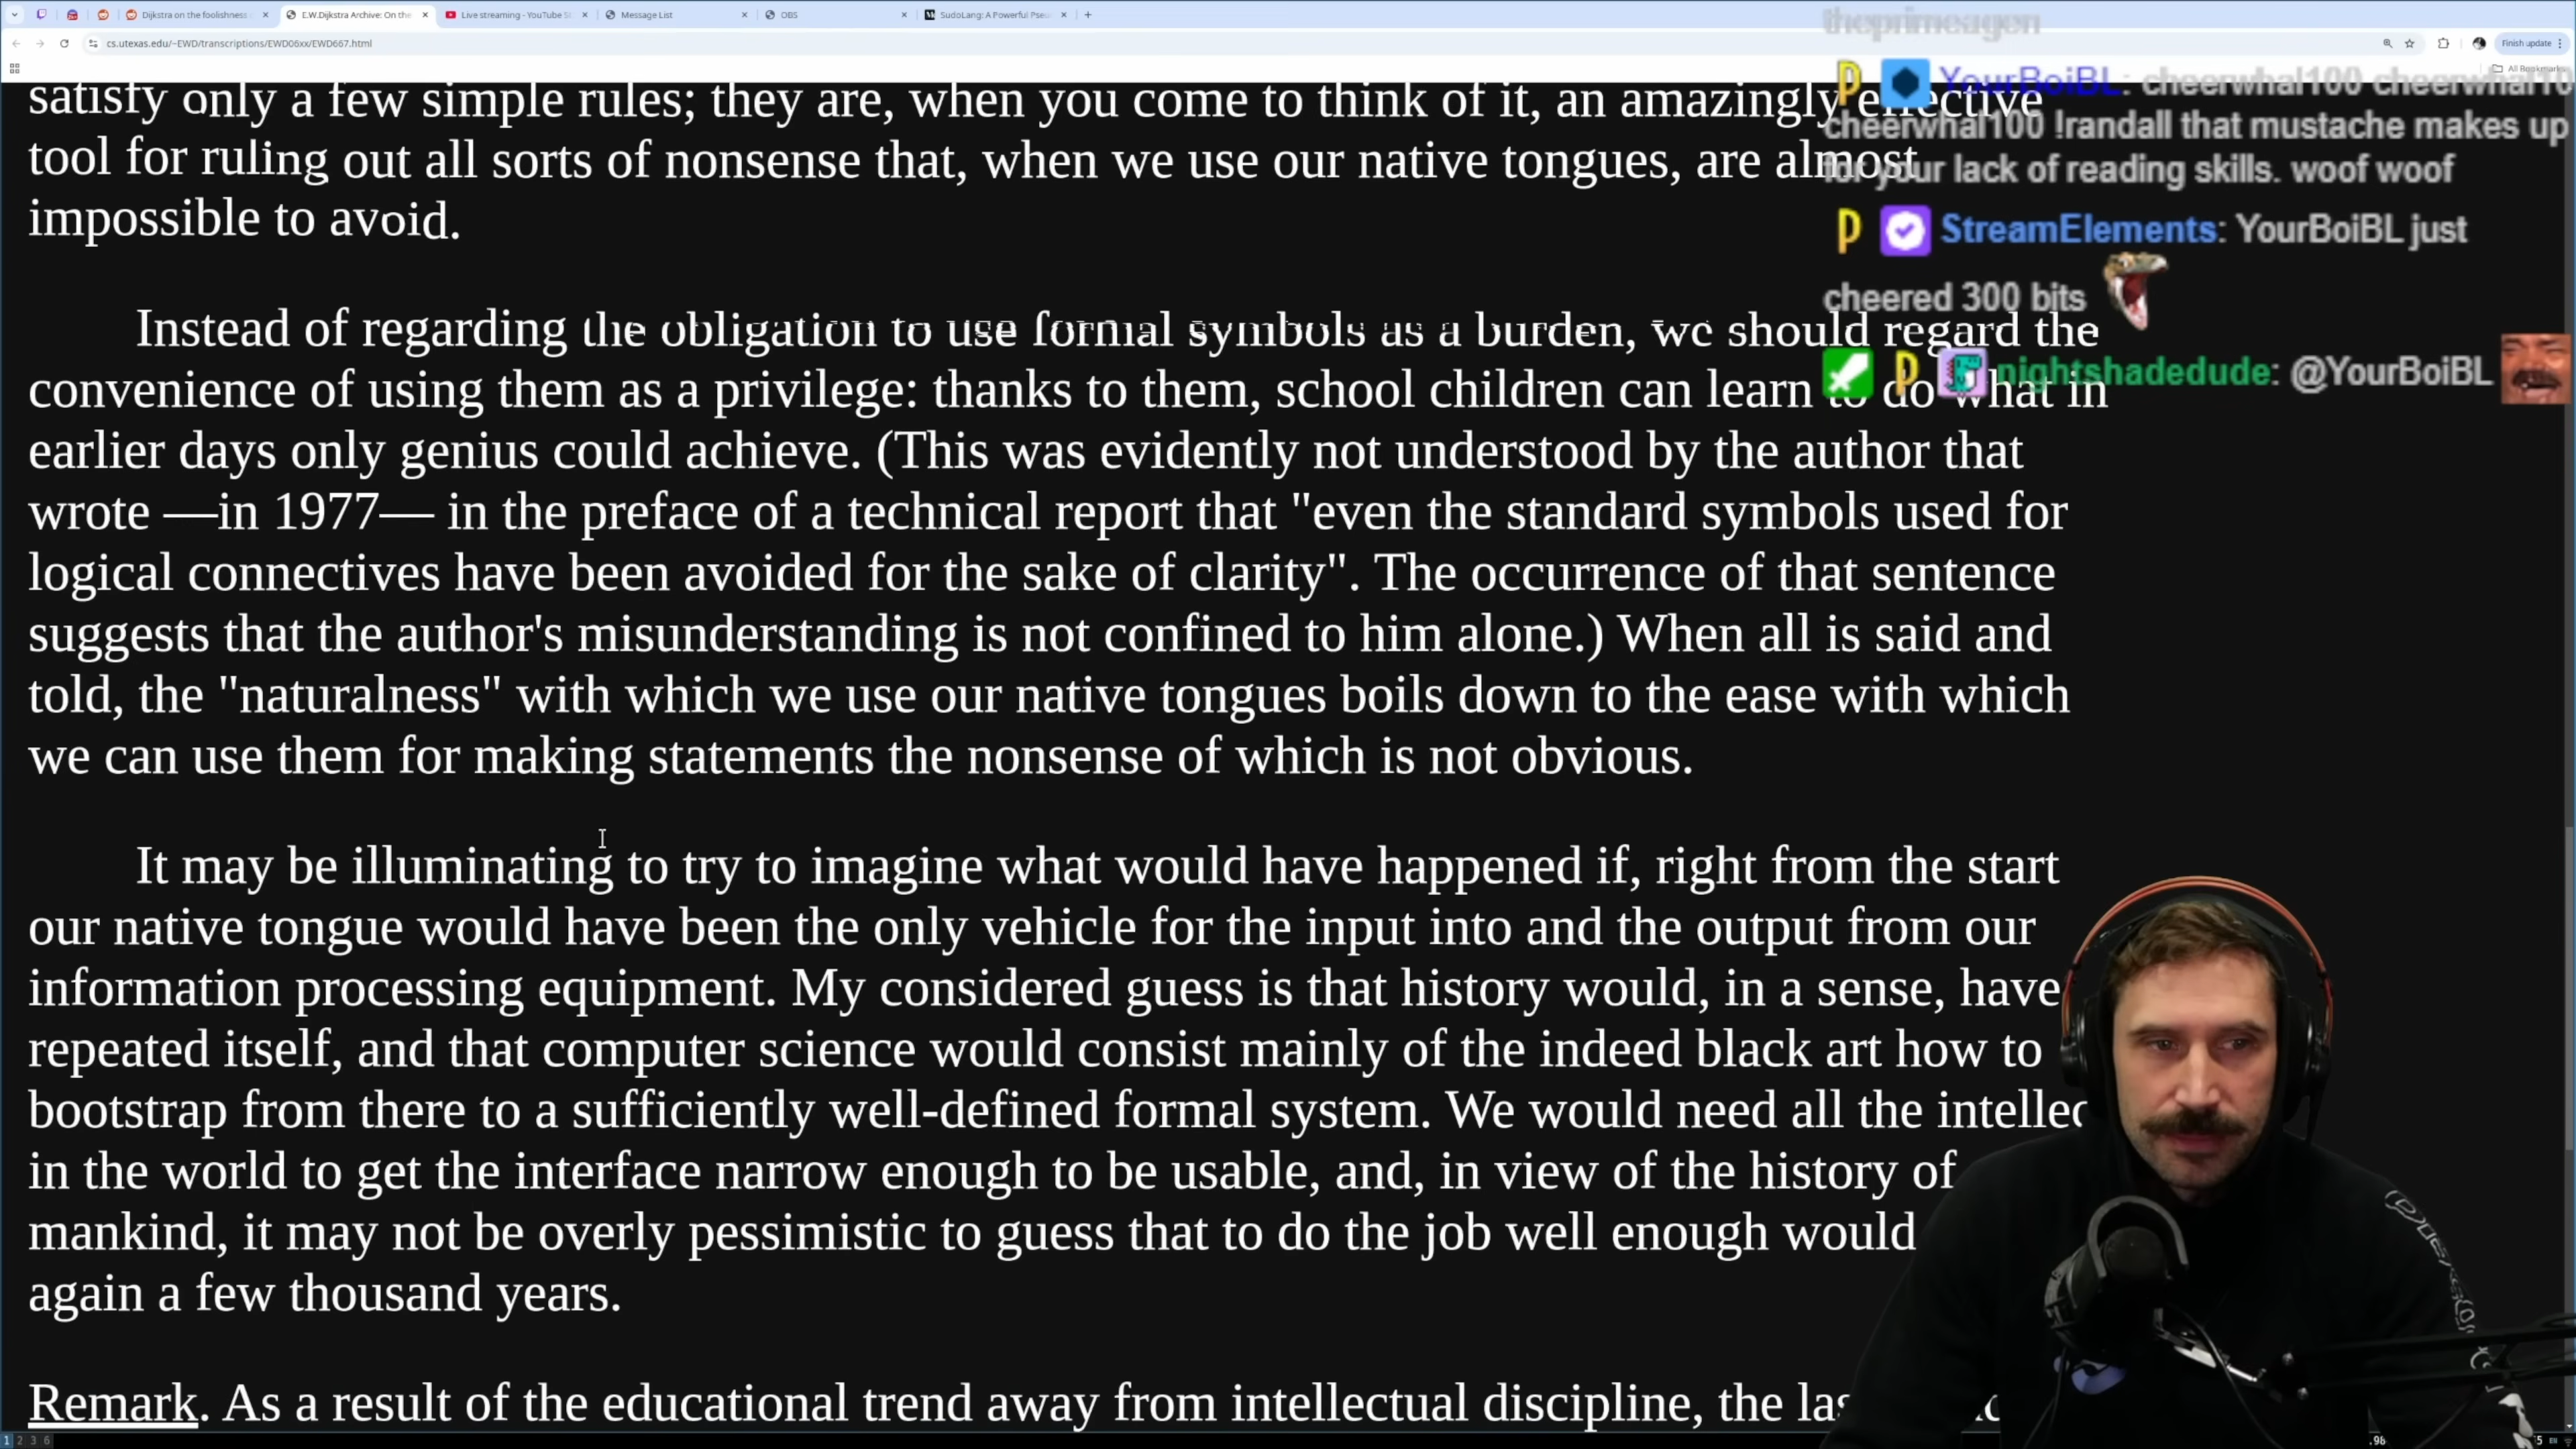 Dijkstra on the foolishness
E.W.Dijkstra Archive: On the
Live streaming - YouTube
Message List
OBS
SudoLang: A Powerful Pseu
cs.utexas.edu/~EWD/transcriptions/EWD06xx/EWD667.html
Finish update
All Bookmarks
theprimeagen
YourBoiBL: cheerwhal100 cheerwhal10
cheerwhal100 !randall that mustache makes up
for your lack of reading skills. woof woof
StreamElements: YourBoiBL just
cheered 300 bits
nightshadedude: @YourBoiBL
satisfy only a few simple rules; they are, when you come to think of it, an amazingly effective
tool for ruling out all sorts of nonsense that, when we use our native tongues, are almost
impossible to avoid.
Instead of regarding the obligation to use formal symbols as a burden, we should regard the
convenience of using them as a privilege: thanks to them, school children can learn to do what in
earlier days only genius could achieve. (This was evidently not understood by the author that
wrote —in 1977— in the preface of a technical report that "even the standard symbols used for
logical connectives have been avoided for the sake of clarity". The occurrence of that sentence
suggests that the author's misunderstanding is not confined to him alone.) When all is said and
told, the "naturalness" with which we use our native tongues boils down to the ease with which
we can use them for making statements the nonsense of which is not obvious.
It may be illuminating to try to imagine what would have happened if, right from the start
our native tongue would have been the only vehicle for the input into and the output from our
information processing equipment. My considered guess is that history would, in a sense, have
repeated itself, and that computer science would consist mainly of the indeed black art how to
bootstrap from there to a sufficiently well-defined formal system. We would need all the intellec
in the world to get the interface narrow enough to be usable, and, in view of the history of
mankind, it may not be overly pessimistic to guess that to do the job well enough would
again a few thousand years.
Remark. As a result of the educational trend away from intellectual discipline, the las
1 2 3 6